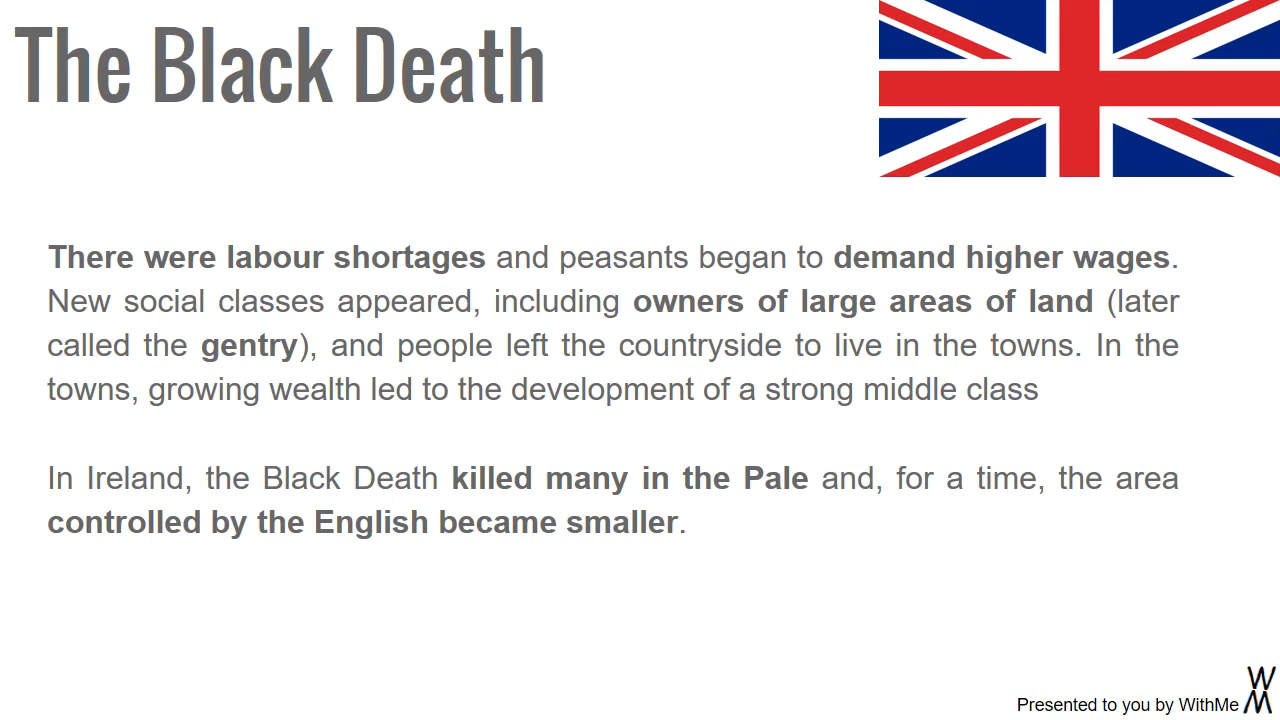 The Black Death
There were labour shortages and peasants began to demand higher wages.
New social classes appeared, including owners of large areas of land (later
called the gentry), and people left the countryside to live in the towns. In the
towns, growing wealth led to the development of a strong middle class
In Ireland, the Black Death killed many in the Pale and, for a time, the area
controlled by the English became smaller.
Presented to you by WithMe
W
M